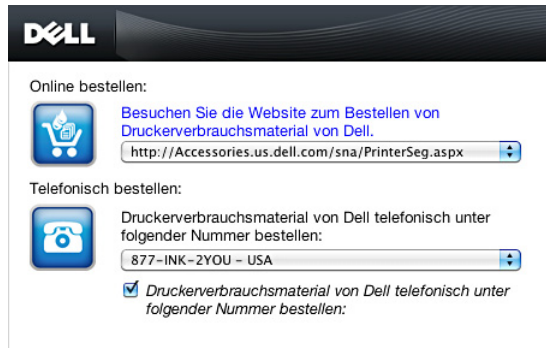 DELL
Online bestellen:
Besuchen Sie die Website zum Bestellen von
Druckerverbrauchsmaterial von Dell.
http://Accessories.us.dell.com/sna/PrinterSeg.aspx
Telefonisch bestellen:
Druckerverbrauchsmaterial von Dell telefonisch unter
folgender Nummer bestellen:
877-INK-2YOU – USA
Druckerverbrauchsmaterial von Dell telefonisch unter
folgender Nummer bestellen: